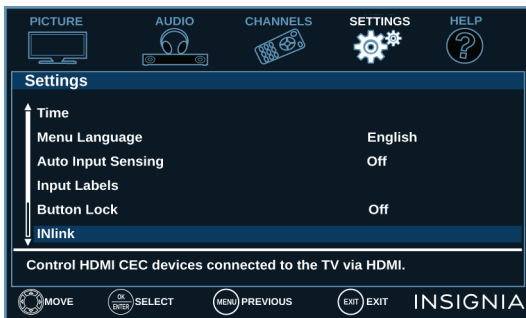 PICTURE AUDIO CHANNELS SETTINGS HELP
Settings
Time
Menu Language English
Auto Input Sensing Off
Input Labels
Button Lock Off
INlink
Control HDMI CEC devices connected to the TV via HDMI.
MOVE OK ENTER SELECT MENU PREVIOUS EXIT EXIT INSIGNIA